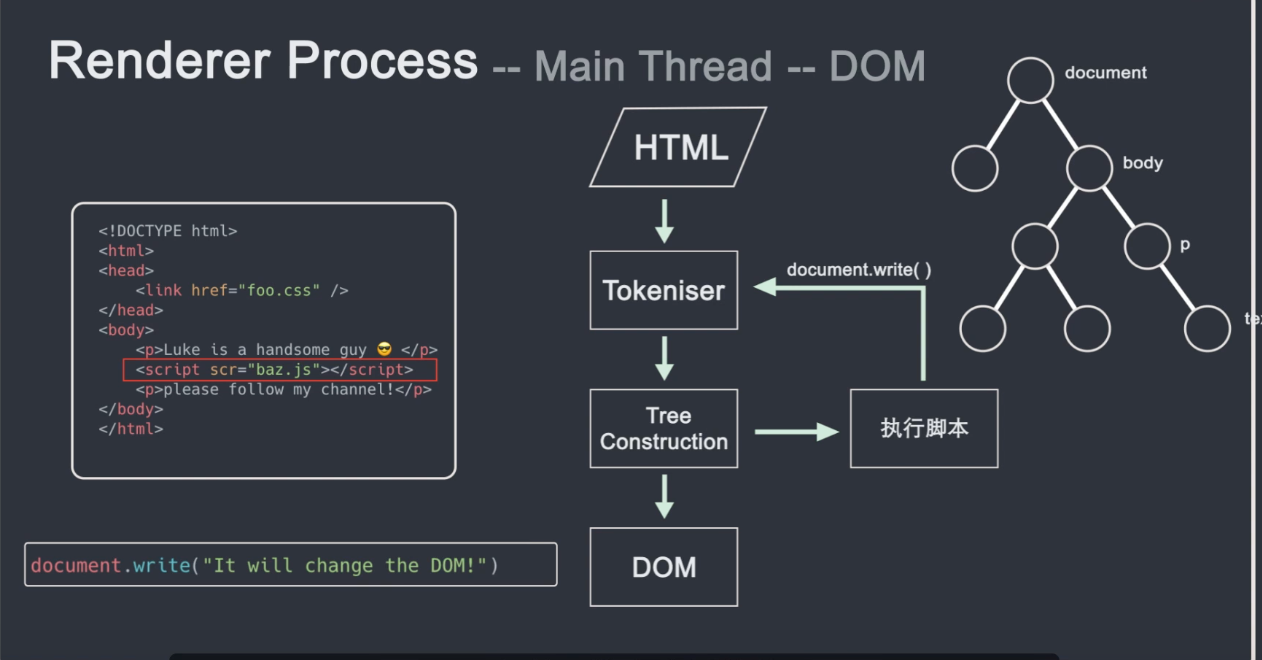 Renderer Process -- Main Thread -- DOM
document
body
p
HTML
Tokeniser
document.write( )
Tree
Construction
执行脚本
DOM
<!DOCTYPE html>
<html>
<head>
<link href="foo.css" />
</head>
<body>
<p>Luke is a handsome guy 😎 </p>
<script scr="baz.js"></script>
<p>please follow my channel!</p>
</body>
</html>
document.write("It will change the DOM!")